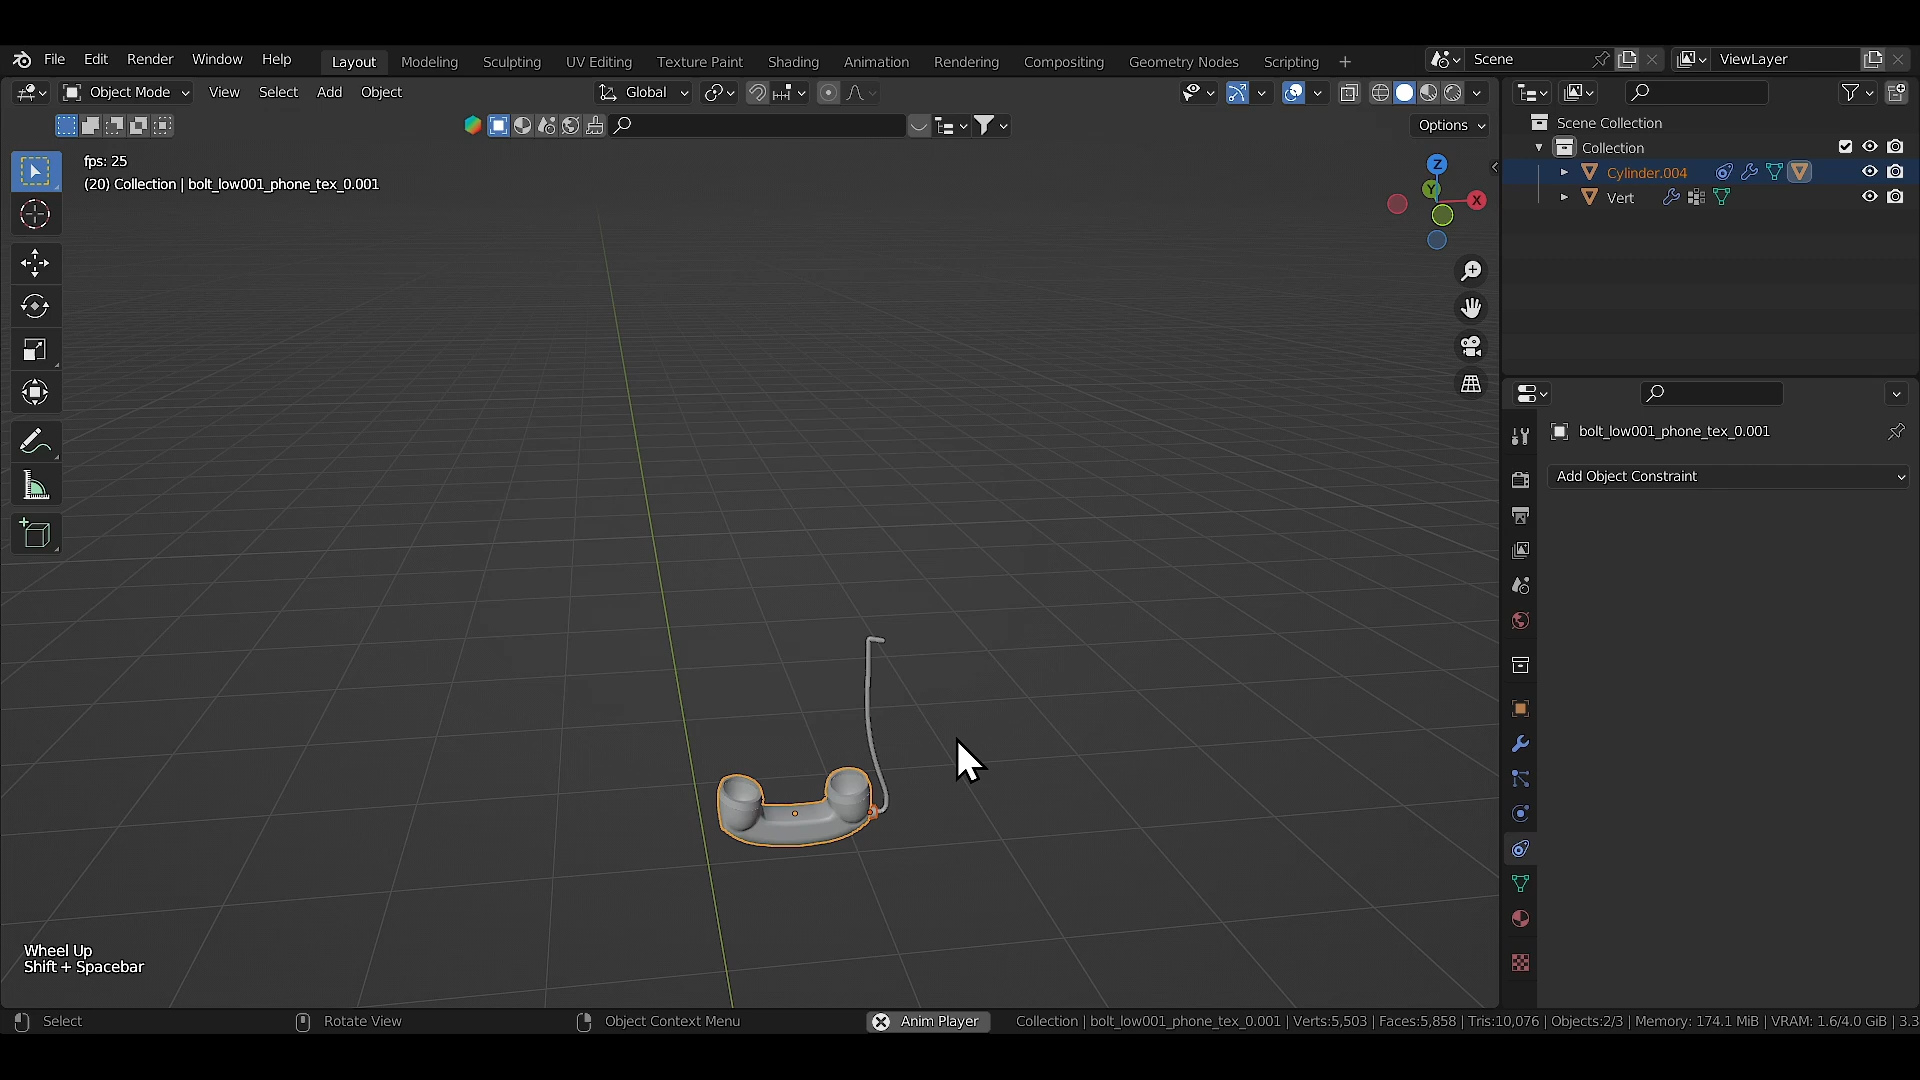 File Edit Render Window Help Layout Modeling Sculpting UV Editing Texture Paint Shading Animation Rendering Compositing Geometry Nodes Scripting + Scene ViewLayer
Object Mode View Select Add Object Global
Options
fps: 25
(20) Collection | bolt_low001_phone_tex_0.001
Z
Y
X
Scene Collection
Collection
Cylinder.004
Vert
bolt_low001_phone_tex_0.001
Add Object Constraint
Wheel Up
Shift + Spacebar
Select Rotate View Object Context Menu Anim Player Collection | bolt_low001_phone_tex_0.001 | Verts:5,503 | Faces:5,858 | Tris:10,076 | Objects:2/3 | Memory: 174.1 MiB | VRAM: 1.6/4.0 GiB | 3.3